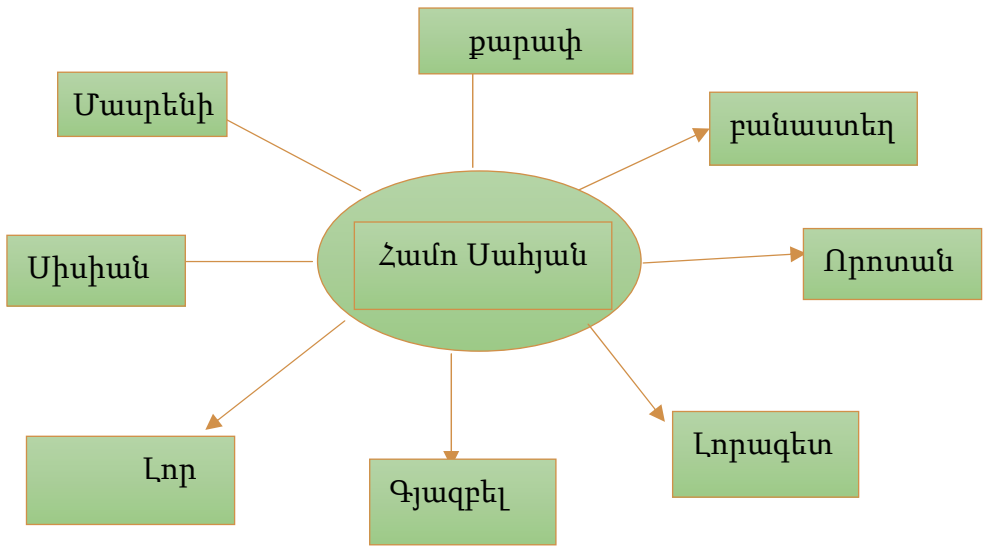 քարափ
Մասրենի
բանաստեղ
Համո Սահյան
Սիսիան
Որոտան
Լորագետ
Լոր
Գյազբել